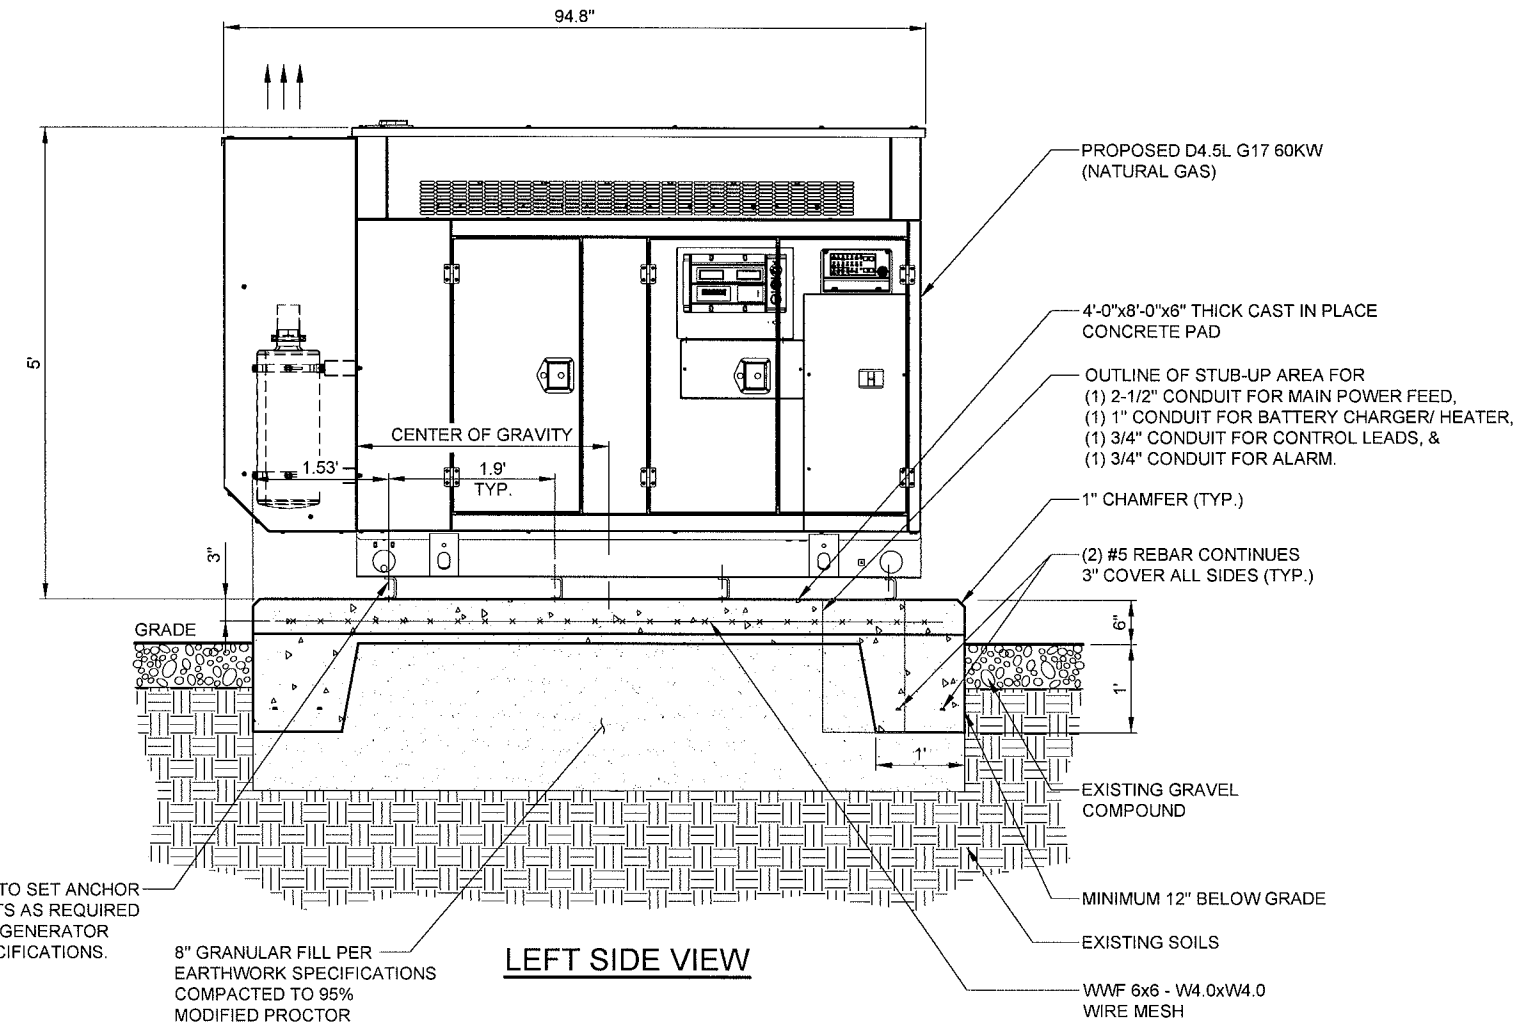 94.8"
5'
PROPOSED D4.5L G17 60KW
(NATURAL GAS)
4'-0"x8'-0"x6" THICK CAST IN PLACE
CONCRETE PAD
OUTLINE OF STUB-UP AREA FOR
(1) 2-1/2" CONDUIT FOR MAIN POWER FEED,
(1) 1" CONDUIT FOR BATTERY CHARGER/ HEATER,
(1) 3/4" CONDUIT FOR CONTROL LEADS, &
(1) 3/4" CONDUIT FOR ALARM.
CENTER OF GRAVITY
1.53'
1.9'
TYP.
1" CHAMFER (TYP.)
3"
(2) #5 REBAR CONTINUES
3" COVER ALL SIDES (TYP.)
GRADE
6"
1'
1'
EXISTING GRAVEL
COMPOUND
TO SET ANCHOR
TS AS REQUIRED
GENERATOR
CIFICATIONS.
MINIMUM 12" BELOW GRADE
EXISTING SOILS
8" GRANULAR FILL PER
EARTHWORK SPECIFICATIONS
COMPACTED TO 95%
MODIFIED PROCTOR
LEFT SIDE VIEW
WWF 6x6 - W4.0xW4.0
WIRE MESH